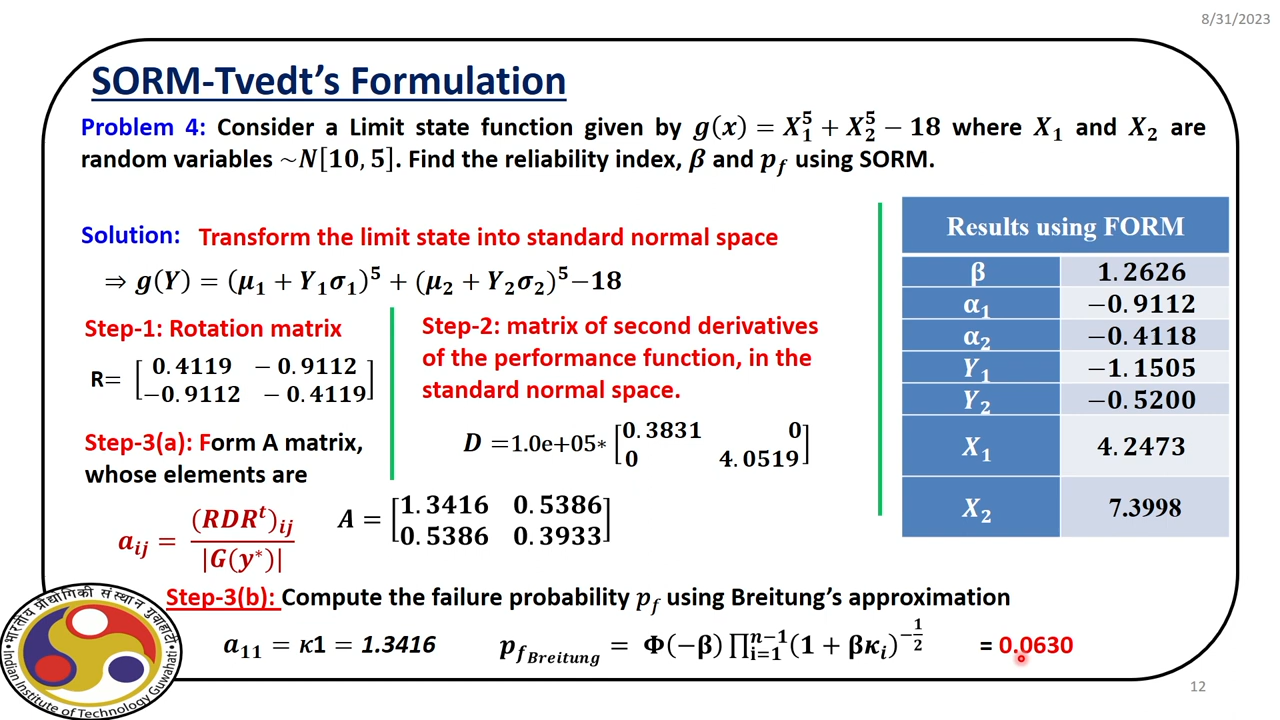 8/31/2023
SORM-Tvedt's Formulation
Problem 4: Consider a Limit state function given by g(x) = X₁⁵ + X₂⁵ − 18 where X₁ and X₂ are
random variables ~N[10, 5]. Find the reliability index, β and p_f using SORM.
Solution: Transform the limit state into standard normal space
⇒ g(Y) = (μ₁ + Y₁σ₁)⁵ + (μ₂ + Y₂σ₂)⁵−18
Step-1: Rotation matrix
R= [0.4119 −0.9112
−0.9112 −0.4119]
Step-2: matrix of second derivatives
of the performance function, in the
standard normal space.
D =1.0e+05* [0.3831 0
0 4.0519]
Step-3(a): Form A matrix,
whose elements are
a_ij = (RDRᵗ)_ij / |G(y*)|
A = [1.3416 0.5386
0.5386 0.3933]
Results using FORM
β 1.2626
α₁ −0.9112
α₂ −0.4118
Y₁ −1.1505
Y₂ −0.5200
X₁ 4.2473
X₂ 7.3998
Step-3(b): Compute the failure probability p_f using Breitung's approximation
a₁₁ = κ1 = 1.3416 p_f_Breitung = Φ(−β) ∏ᵢ₌₁ⁿ⁻¹(1 + βκᵢ)^(−1/2) = 0.0630
भारतीय प्रौद्योगिकी संस्थान गुवाहाटी
Indian Institute of Technology Guwahati
12